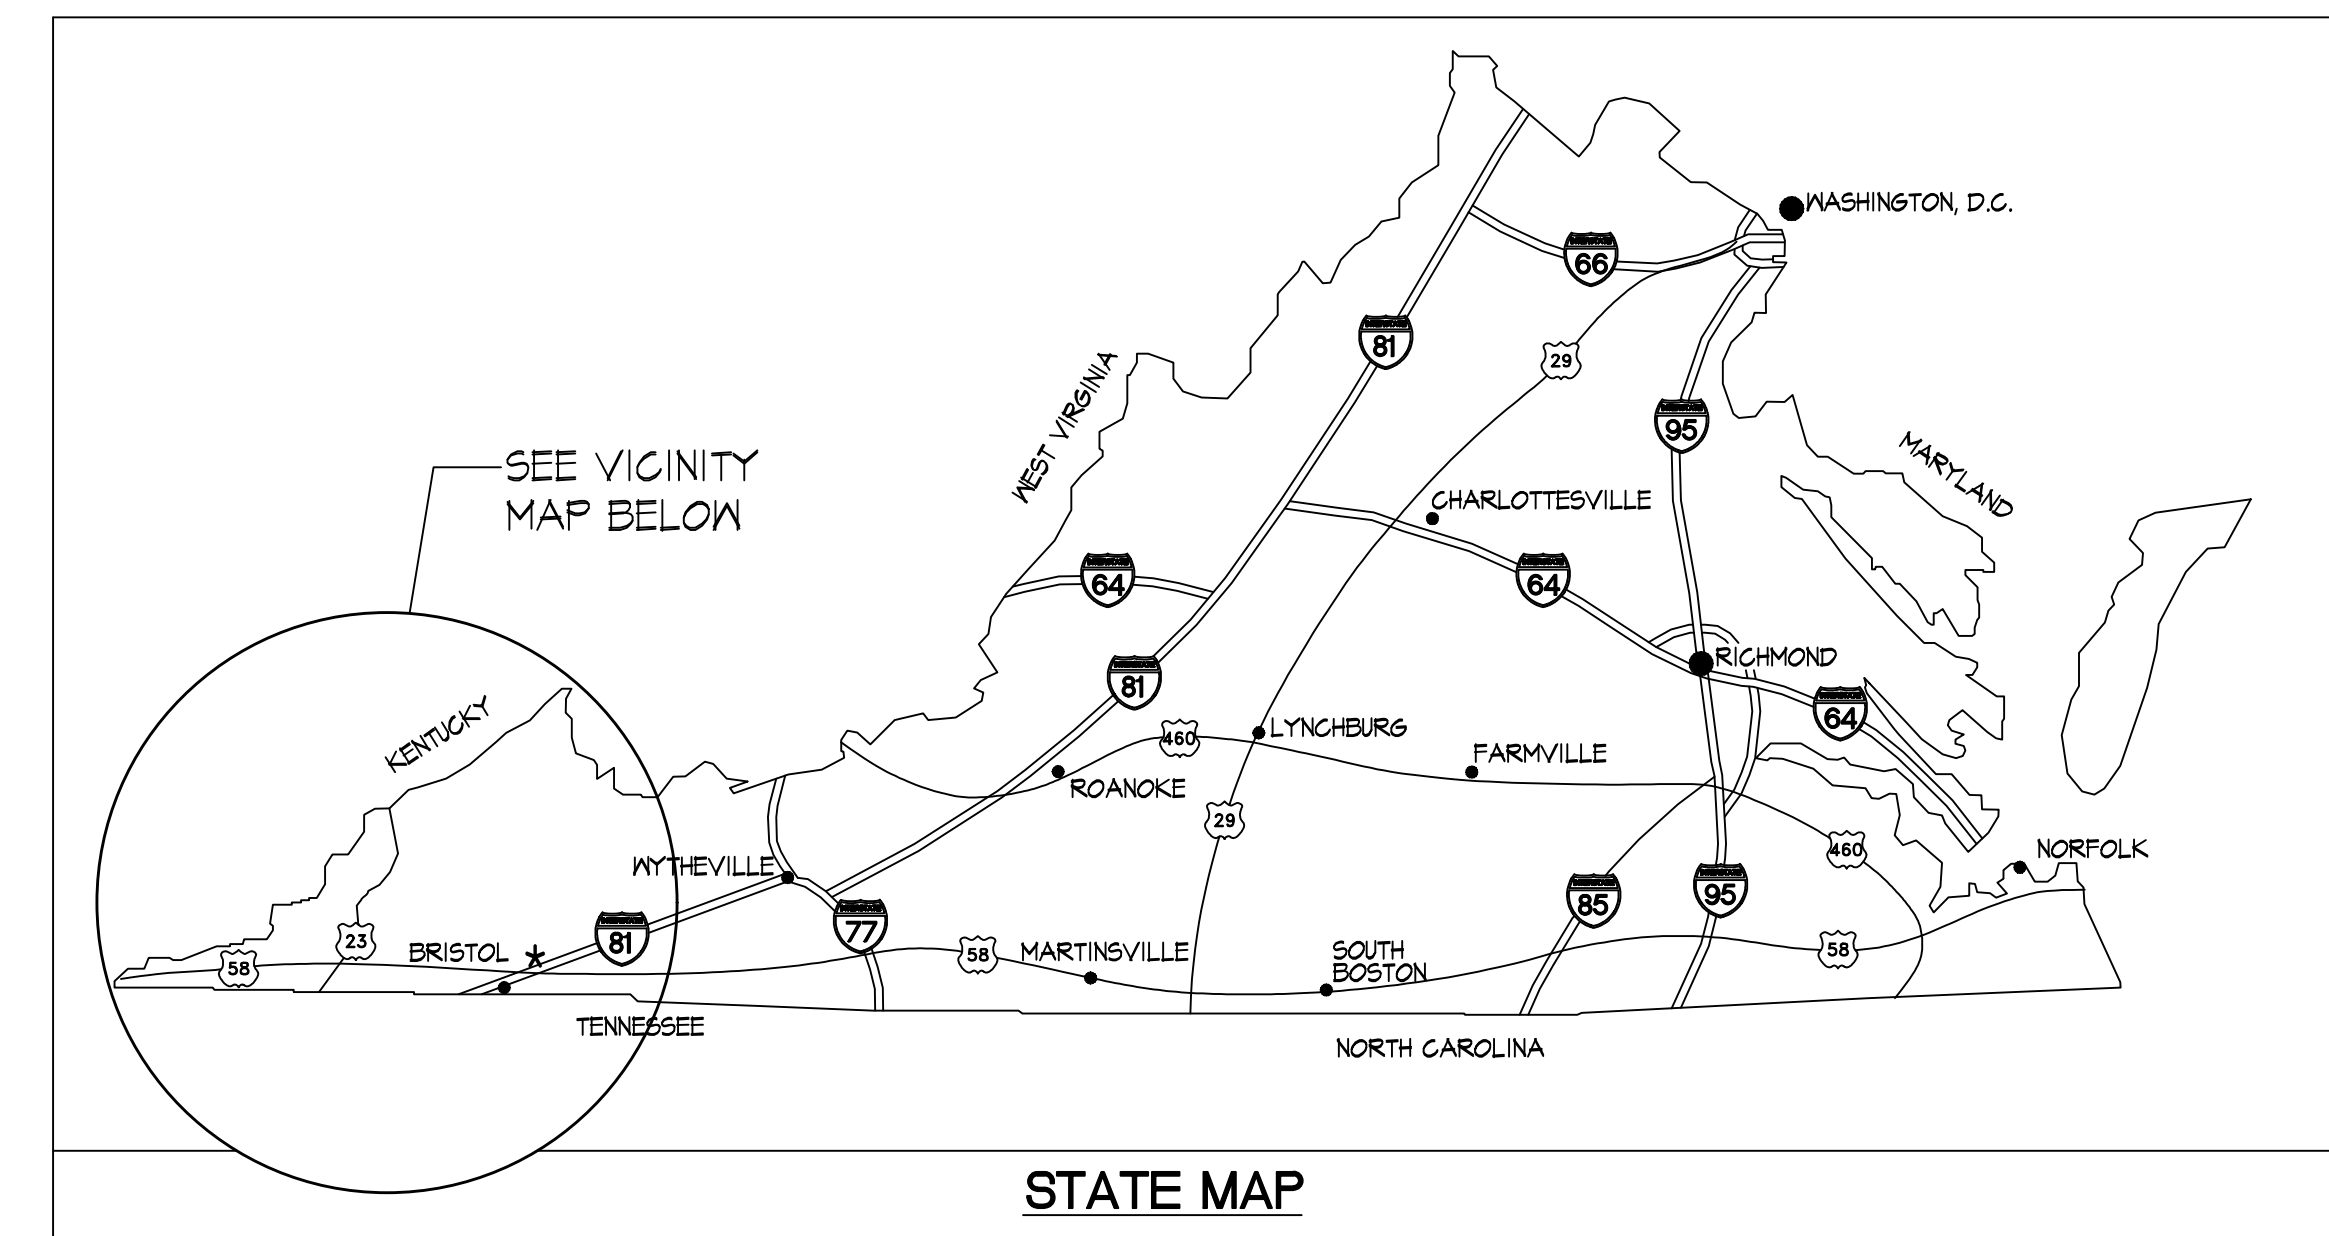 WASHINGTON, D.C.
66
81
29
WEST VIRGINIA
95
MARYLAND
SEE VICINITY
MAP BELOW
CHARLOTTESVILLE
64
64
RICHMOND
81
64
KENTUCKY
460
LYNCHBURG
FARMVILLE
ROANOKE
29
460
NORFOLK
WYTHEVILLE
85
95
77
81
23
BRISTOL *
58
58
MARTINSVILLE
SOUTH
BOSTON
58
TENNESSEE
NORTH CAROLINA
STATE MAP